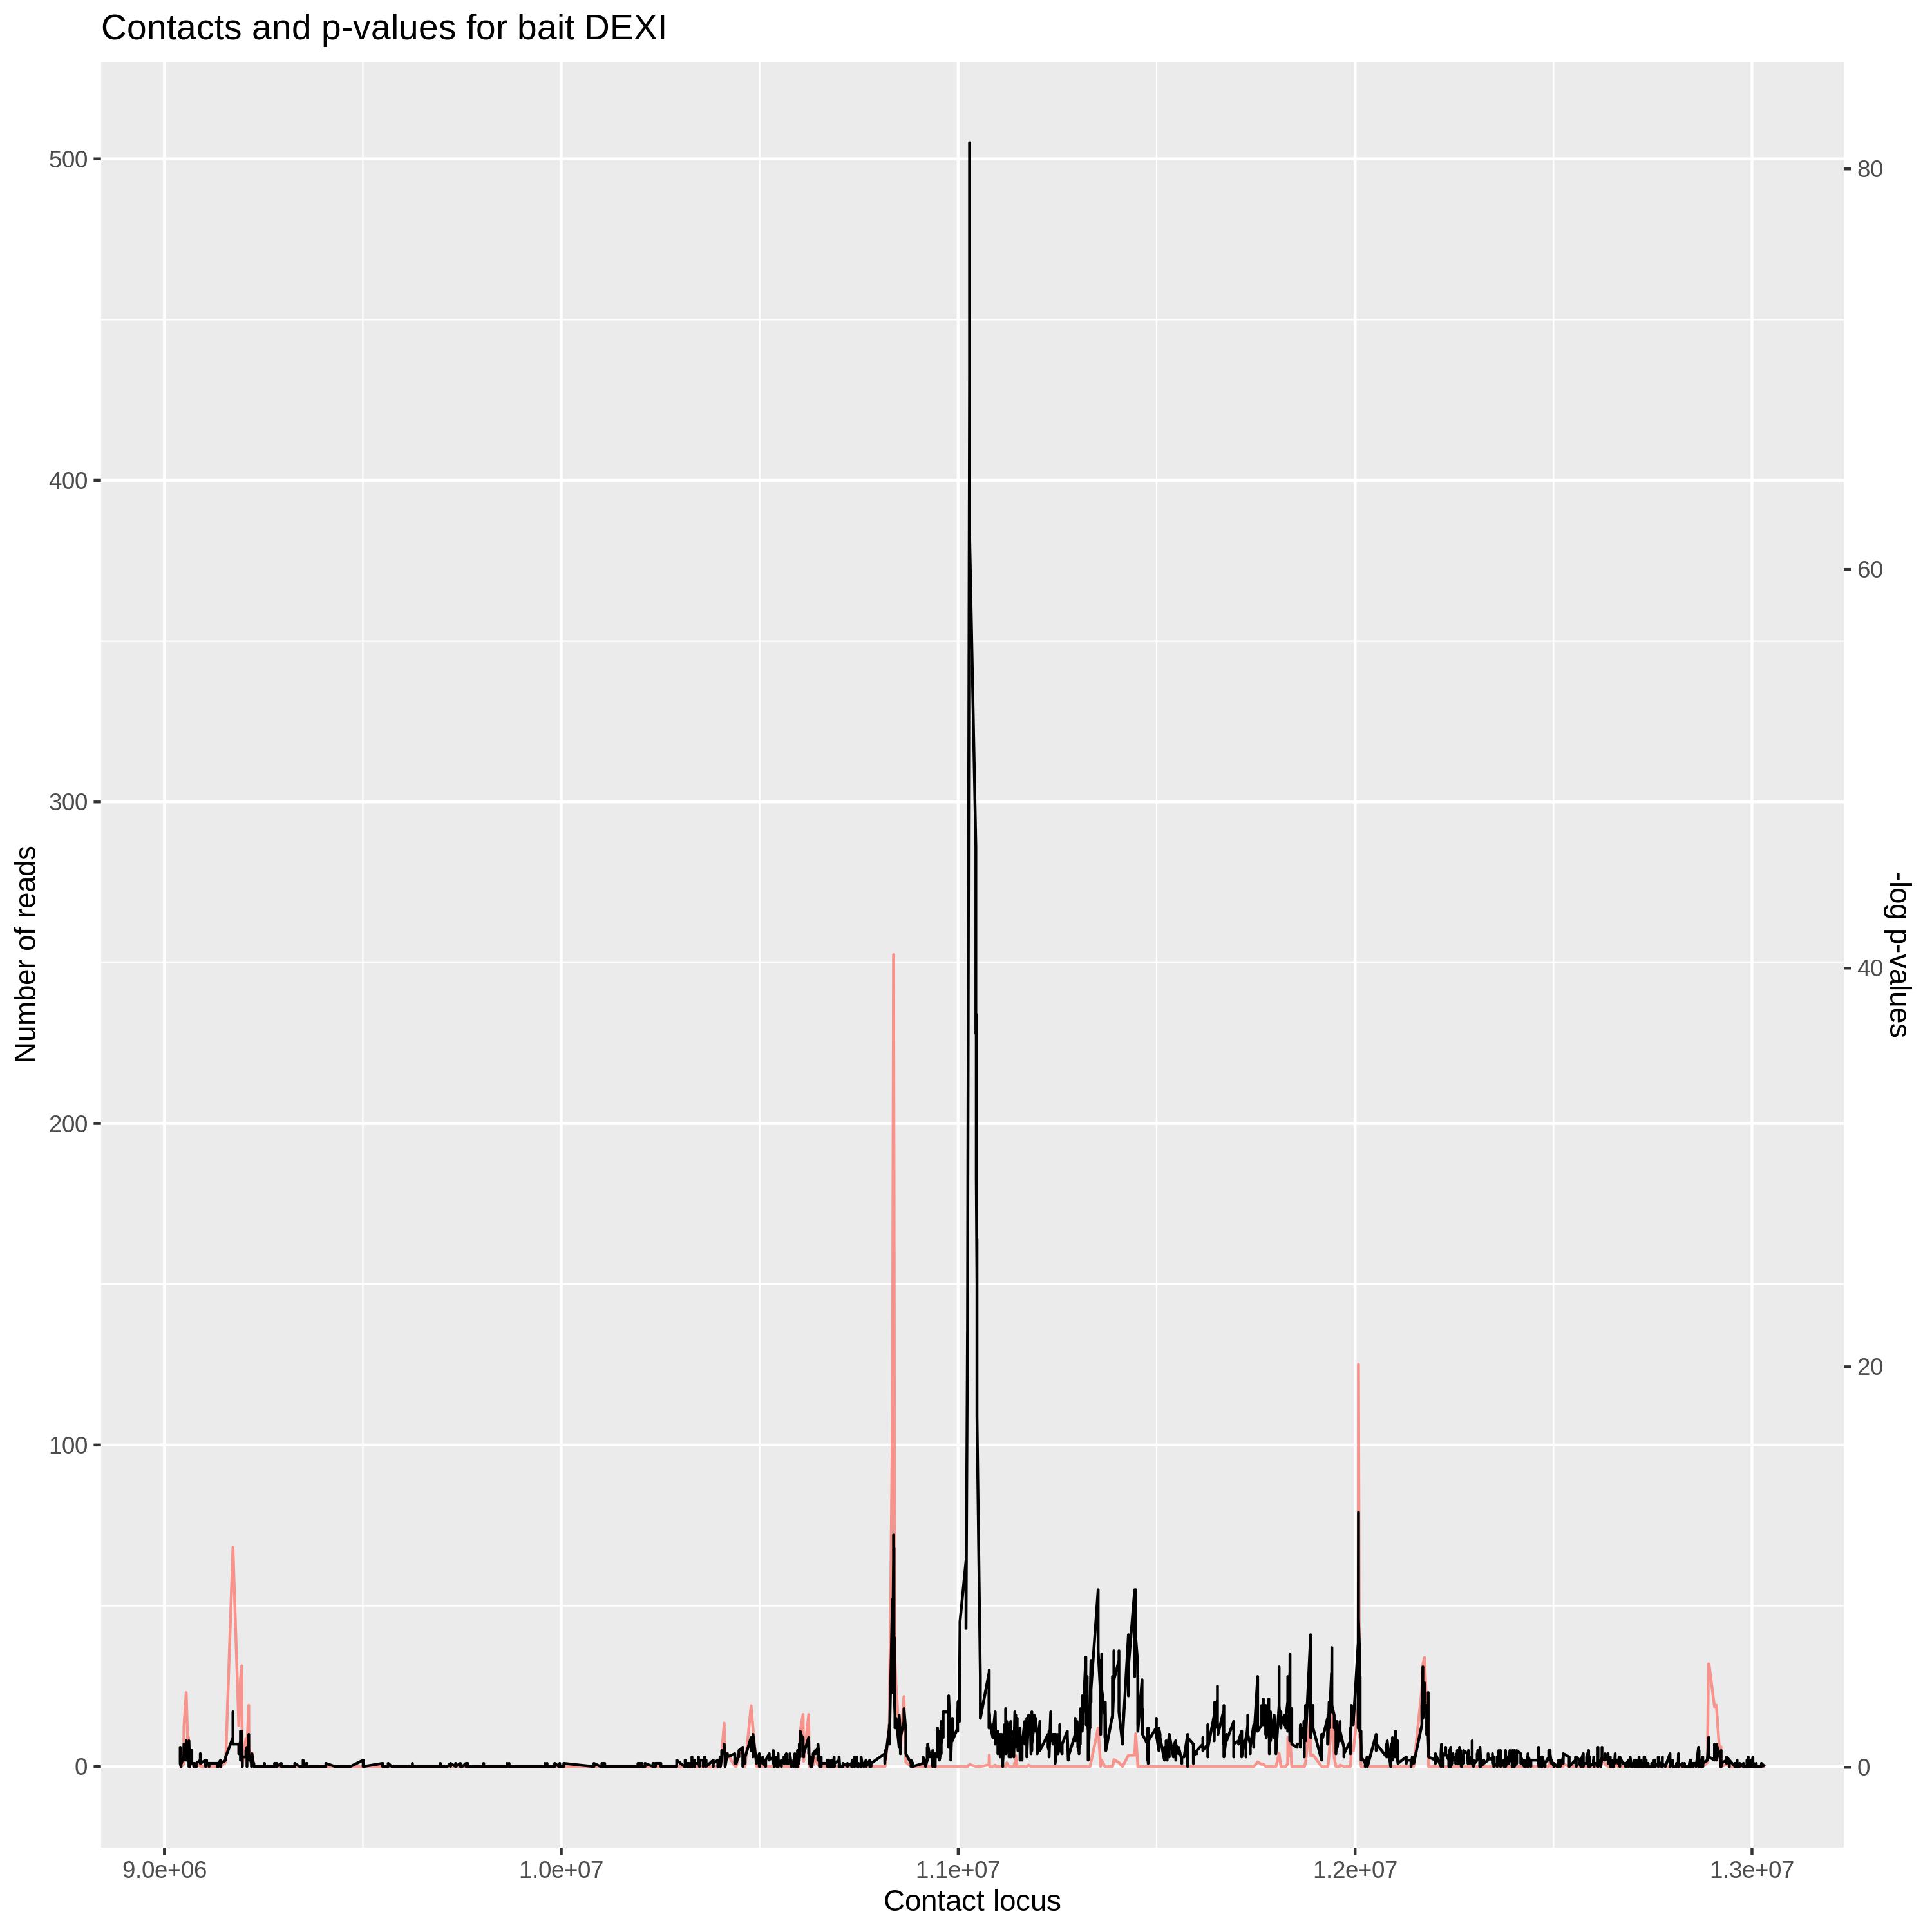 Contacts and p-values for bait DEXI
500
400
300
200
100
0
Number of reads
80
60
40
20
0
-log p-values
9.0e+06
1.0e+07
1.1e+07
1.2e+07
1.3e+07
Contact locus